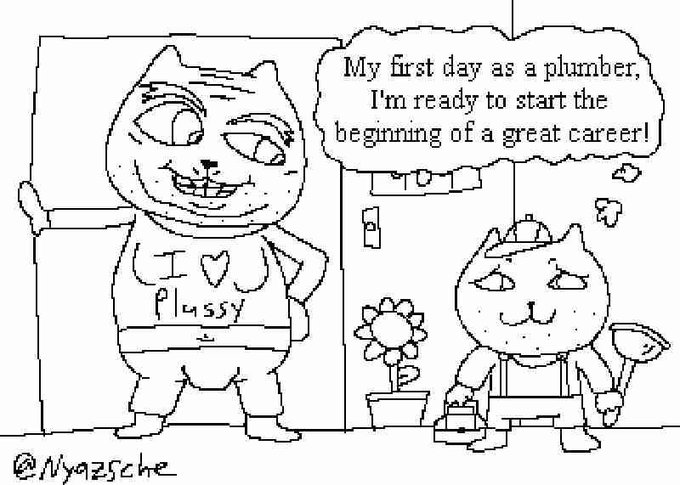 My first day as a plumber,
I'm ready to start the
beginning of a great career!
I ♡
Plussy
@Nyazsche